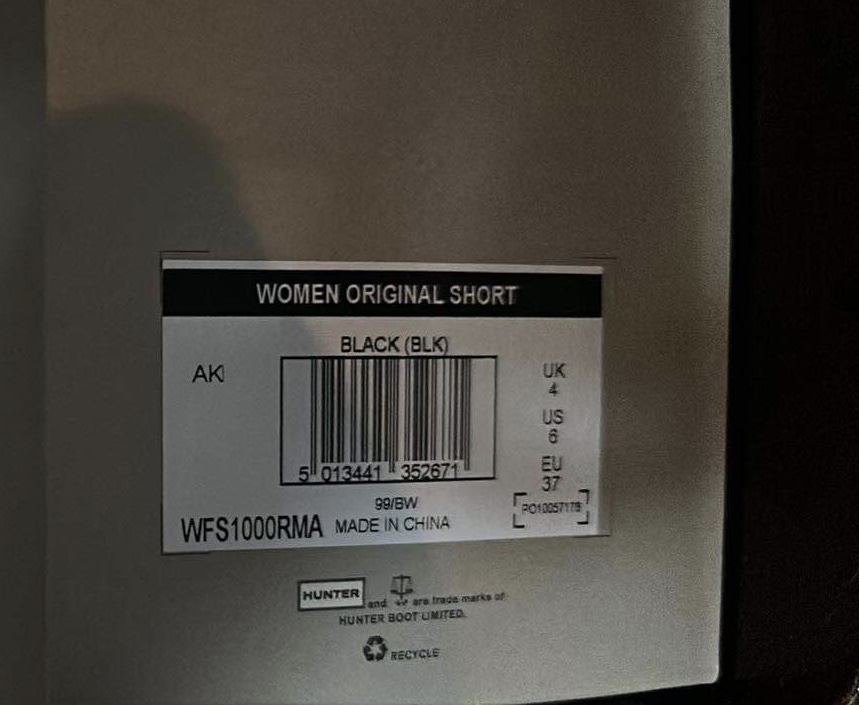 WOMEN ORIGINAL SHORT
BLACK (BLK)
AK
UK
4
US
6
EU
37
5 013441 352671
99/BW
PO10057178
WFS1000RMA MADE IN CHINA
HUNTER and are trade marks of
HUNTER BOOT LIMITED.
RECYCLE